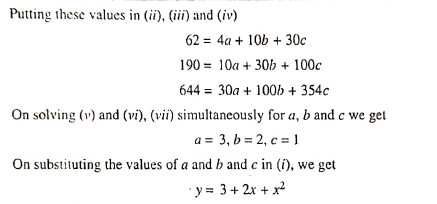 Putting these values in (ii), (iii) and (iv)
62 = 4a + 10b + 30c
190 = 10a + 30b + 100c
644 = 30a + 100b + 354c
On solving (v) and (vi), (vii) simultaneously for a, b and c we get
a = 3, b = 2, c = 1
On substituting the values of a and b and c in (i), we get
y = 3 + 2x + x²